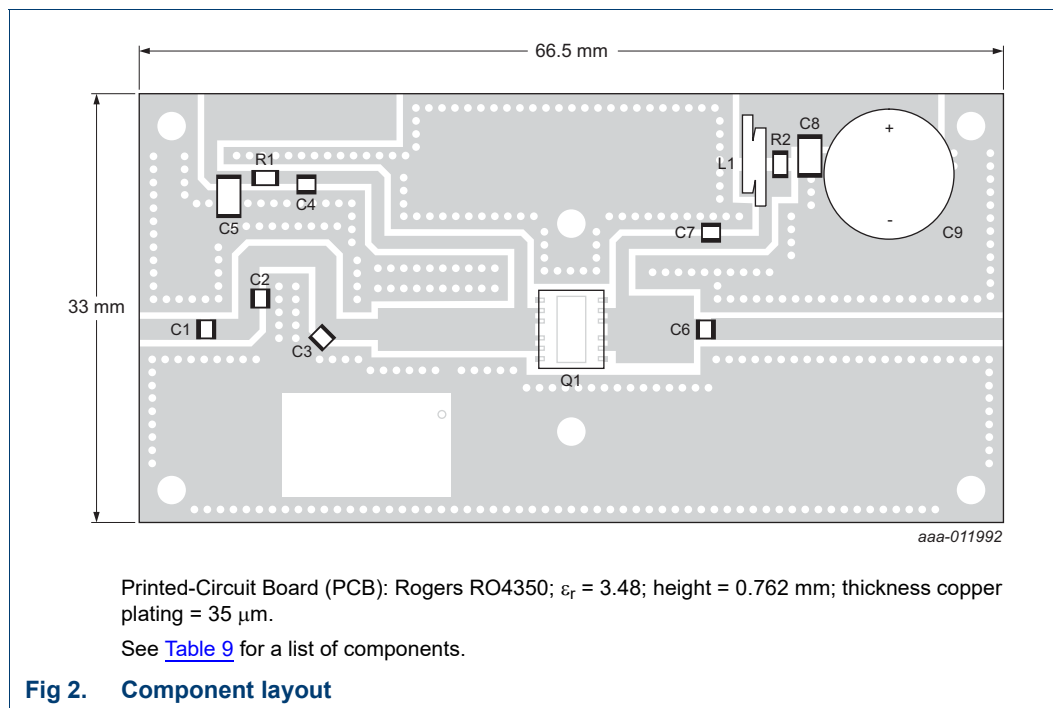 66.5 mm
33 mm
R1
C4
C5
C2
C1
C3
L1
R2
C8
+
-
C9
C7
C6
Q1
aaa-011992
Printed-Circuit Board (PCB): Rogers RO4350; εr = 3.48; height = 0.762 mm; thickness copper
plating = 35 μm.
See Table 9 for a list of components.
Fig 2. Component layout